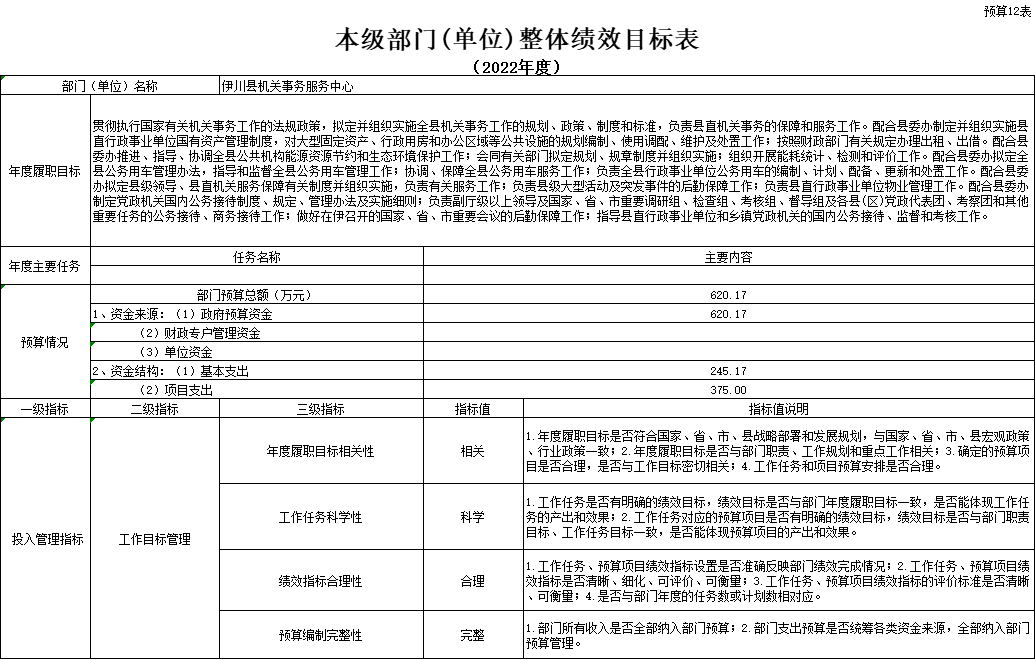 预算12表
本级部门(单位)整体绩效目标表
（2022年度）
部门（单位）名称
伊川县机关事务服务中心
年度履职目标
贯彻执行国家有关机关事务工作的法规政策，拟定并组织实施全县机关事务工作的规划、政策、制度和标准，负责县直机关事务的保障和服务工作。配合县委办制定并组织实施县
直行政事业单位国有资产管理制度，对大型固定资产、行政用房和办公区域等公共设施的规划编制、使用调配、维护及处置工作；按照财政部门有关规定办理出租、出借。配合县
委办推进、指导、协调全县公共机构能源资源节约和生态环境保护工作；会同有关部门拟定规划、规章制度并组织实施；组织开展能耗统计、检测和评价工作。配合县委办拟定全
县公务用车管理办法，指导和监督全县公务用车管理工作；协调、保障全县公务用车服务工作；负责全县行政事业单位公务用车的编制、计划、配备、更新和处置工作。配合县委
办拟定县级领导、县直机关服务保障有关制度并组织实施，负责有关服务工作；负责县级大型活动及突发事件的后勤保障工作；负责县直行政事业单位物业管理工作。配合县委办
制定党政机关国内公务接待制度、规定、管理办法及实施细则；负责副厅级以上领导及国家、省、市重要调研组、检查组、考核组、督导组及各县(区)党政代表团、考察团和其他
重要任务的公务接待、商务接待工作；做好在伊召开的国家、省、市重要会议的后勤保障工作；指导县直行政事业单位和乡镇党政机关的国内公务接待、监督和考核工作。
年度主要任务
任务名称
主要内容
预算情况
部门预算总额（万元）
620.17
1、资金来源：（1）政府预算资金
620.17
（2）财政专户管理资金
（3）单位资金
2、资金结构：（1）基本支出
245.17
（2）项目支出
375.00
一级指标
二级指标
三级指标
指标值
指标值说明
投入管理指标
工作目标管理
年度履职目标相关性
相关
1.年度履职目标是否符合国家、省、市、县战略部署和发展规划，与国家、省、市、县宏观政策
、行业政策一致；2.年度履职目标是否与部门职责、工作规划和重点工作相关；3.确定的预算项
目是否合理，是否与工作目标密切相关；4.工作任务和项目预算安排是否合理。
工作任务科学性
科学
1.工作任务是否有明确的绩效目标，绩效目标是否与部门年度履职目标一致，是否能体现工作任
务的产出和效果；2.工作任务对应的预算项目是否有明确的绩效目标，绩效目标是否与部门职责
目标、工作任务目标一致，是否能体现预算项目的产出和效果。
绩效指标合理性
合理
1.工作任务、预算项目绩效指标设置是否准确反映部门绩效完成情况；2.工作任务、预算项目绩
效指标是否清晰、细化、可评价、可衡量；3.工作任务、预算项目绩效指标的评价标准是否清晰
、可衡量；4.是否与部门年度的任务数或计划数相对应。
预算编制完整性
完整
1.部门所有收入是否全部纳入部门预算；2.部门支出预算是否统筹各类资金来源，全部纳入部门
预算管理。